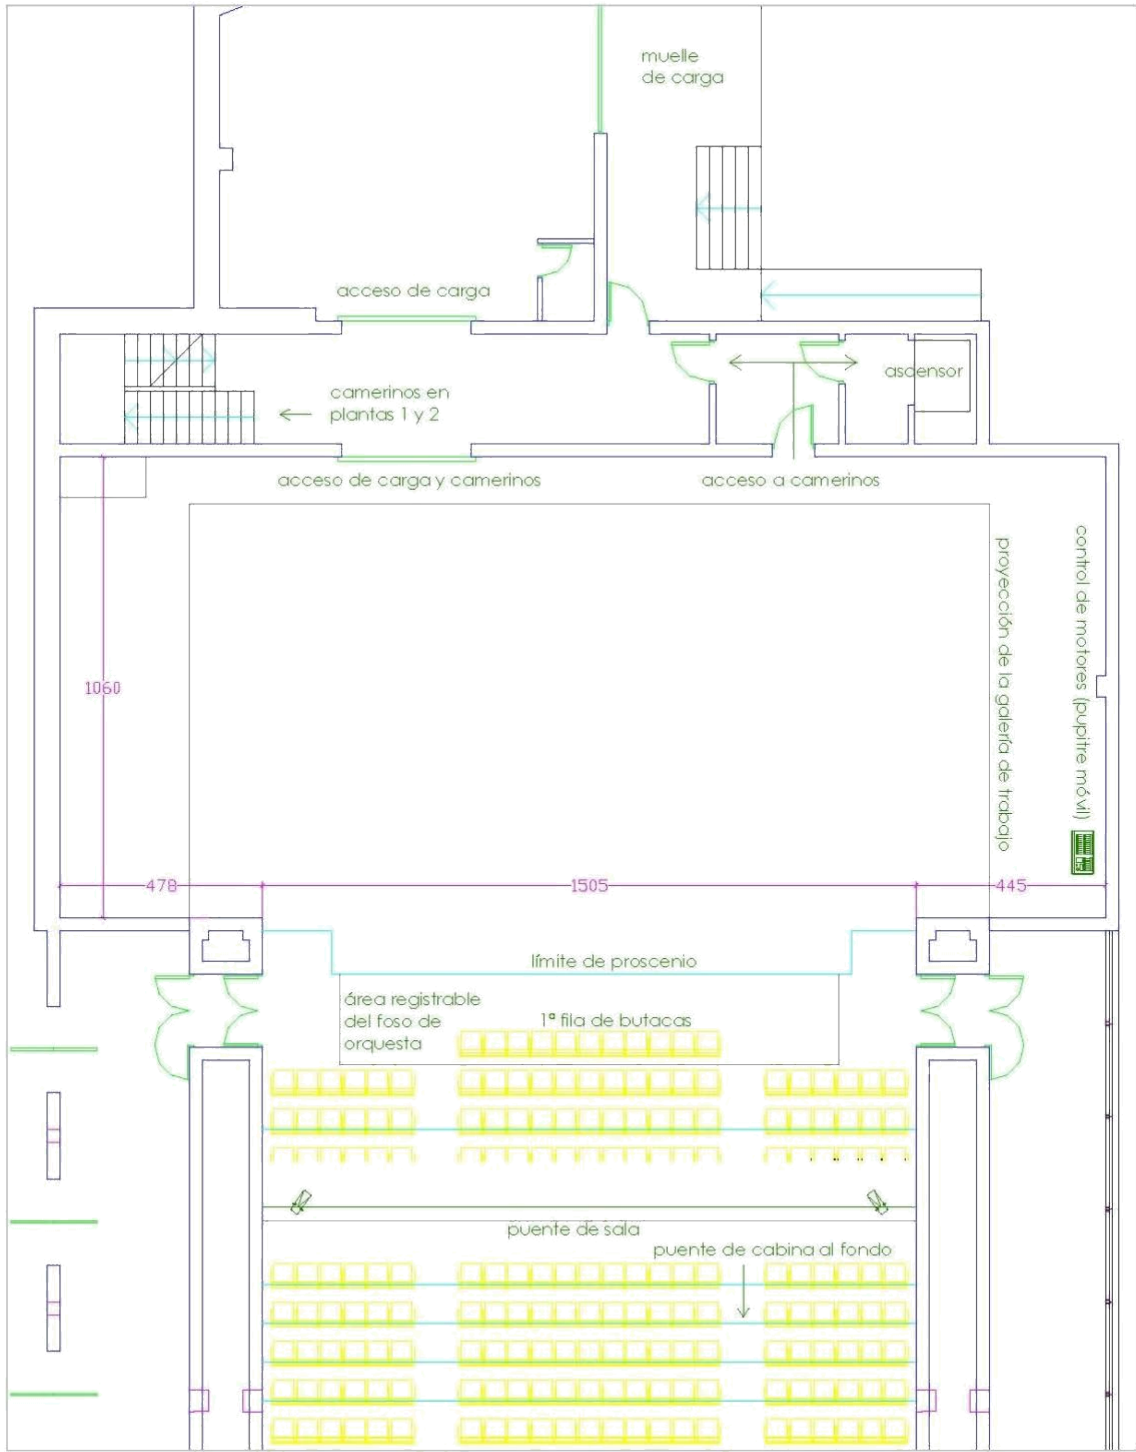 muelle
de carga
acceso de carga
camerinos en
plantas 1 y 2
ascensor
acceso de carga y camerinos
acceso a camerinos
proyección de la galería de trabajo
control de motores (pupitre móvil)
1060
478
1505
445
límite de proscenio
área registrable
del foso de
orquesta
1ª fila de butacas
puente de sala
puente de cabina al fondo